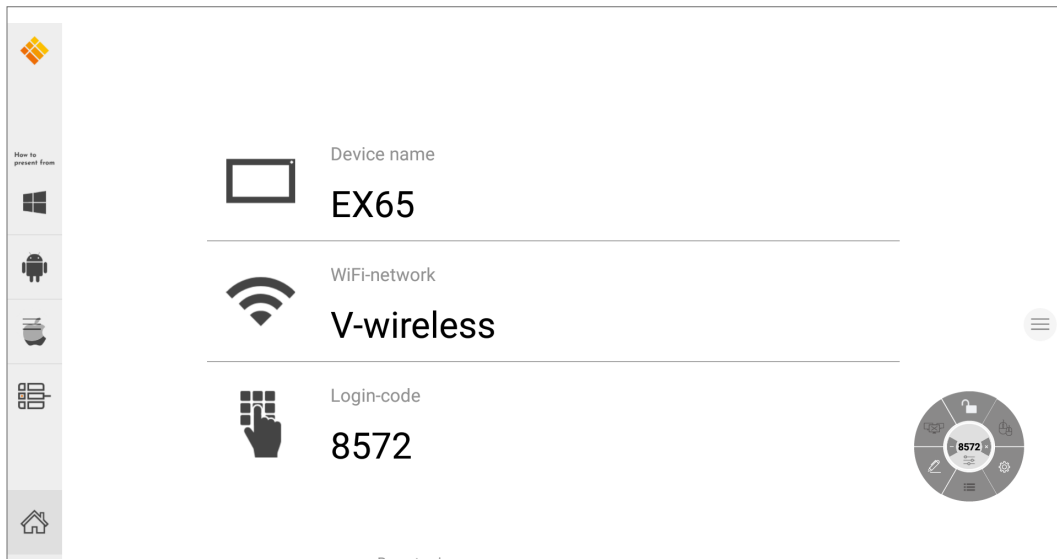 How to
present from
Device name
EX65
WiFi-network
V-wireless
Login-code
8572
8572